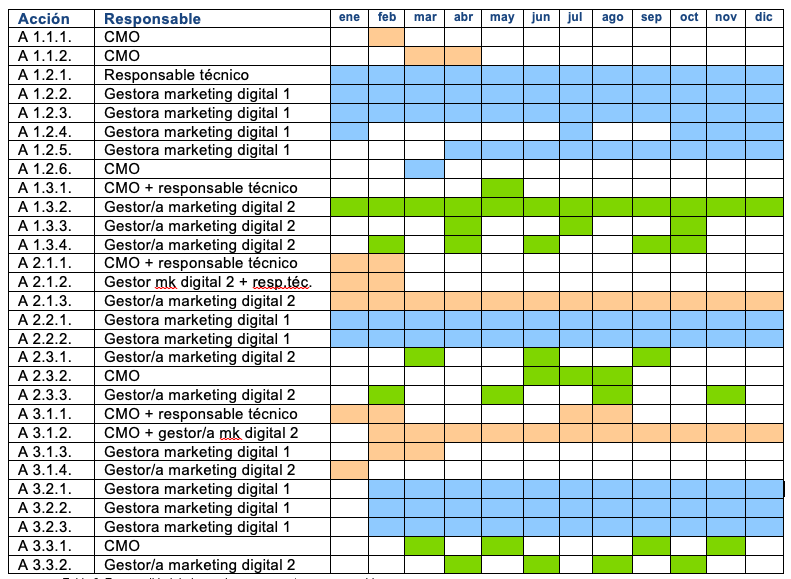 Acción Responsable ene feb mar abr may jun jul ago sep oct nov dic
A 1.1.1. CMO
A 1.1.2. CMO
A 1.2.1. Responsable técnico
A 1.2.2. Gestora marketing digital 1
A 1.2.3. Gestora marketing digital 1
A 1.2.4. Gestora marketing digital 1
A 1.2.5. Gestora marketing digital 1
A 1.2.6. CMO
A 1.3.1. CMO + responsable técnico
A 1.3.2. Gestor/a marketing digital 2
A 1.3.3. Gestor/a marketing digital 2
A 1.3.4. Gestor/a marketing digital 2
A 2.1.1. CMO + responsable técnico
A 2.1.2. Gestor mk digital 2 + resp.téc.
A 2.1.3. Gestor/a marketing digital 2
A 2.2.1. Gestora marketing digital 1
A 2.2.2. Gestora marketing digital 1
A 2.3.1. Gestor/a marketing digital 2
A 2.3.2. CMO
A 2.3.3. Gestor/a marketing digital 2
A 3.1.1. CMO + responsable técnico
A 3.1.2. CMO + gestor/a mk digital 2
A 3.1.3. Gestora marketing digital 1
A 3.1.4. Gestor/a marketing digital 2
A 3.2.1. Gestora marketing digital 1
A 3.2.2. Gestora marketing digital 1
A 3.2.3. Gestora marketing digital 1
A 3.3.1. CMO
A 3.3.2. Gestor/a marketing digital 2